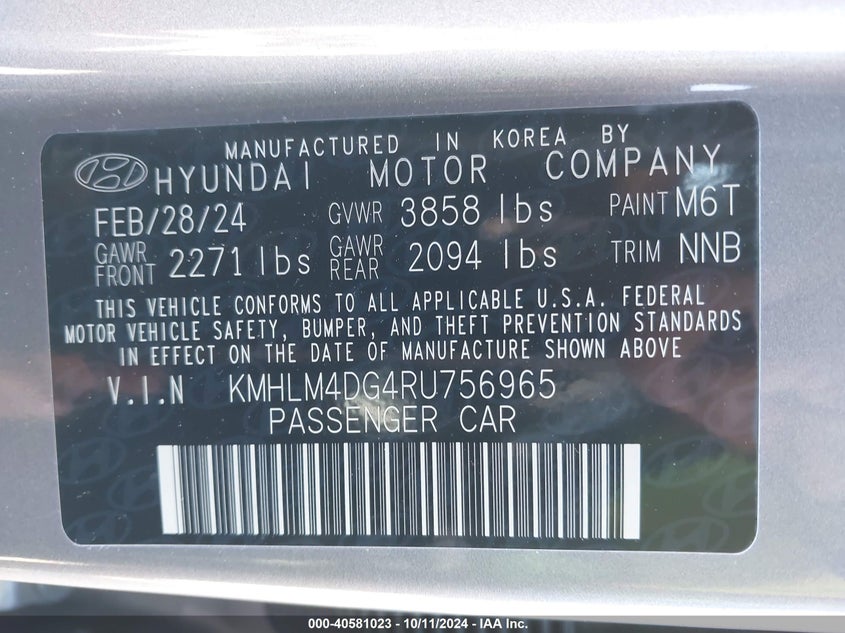 MANUFACTURED IN KOREA BY
HYUNDAI MOTOR COMPANY
FEB/28/24 GVWR 3858 lbs PAINT M6T
GAWR FRONT 2271 lbs GAWR REAR 2094 lbs TRIM NNB
THIS VEHICLE CONFORMS TO ALL APPLICABLE U.S.A. FEDERAL
MOTOR VEHICLE SAFETY, BUMPER, AND THEFT PREVENTION STANDARDS
IN EFFECT ON THE DATE OF MANUFACTURE SHOWN ABOVE
V.I.N KMHLM4DG4RU756965
PASSENGER CAR
000-40581023 - 10/11/2024 - IAA Inc.